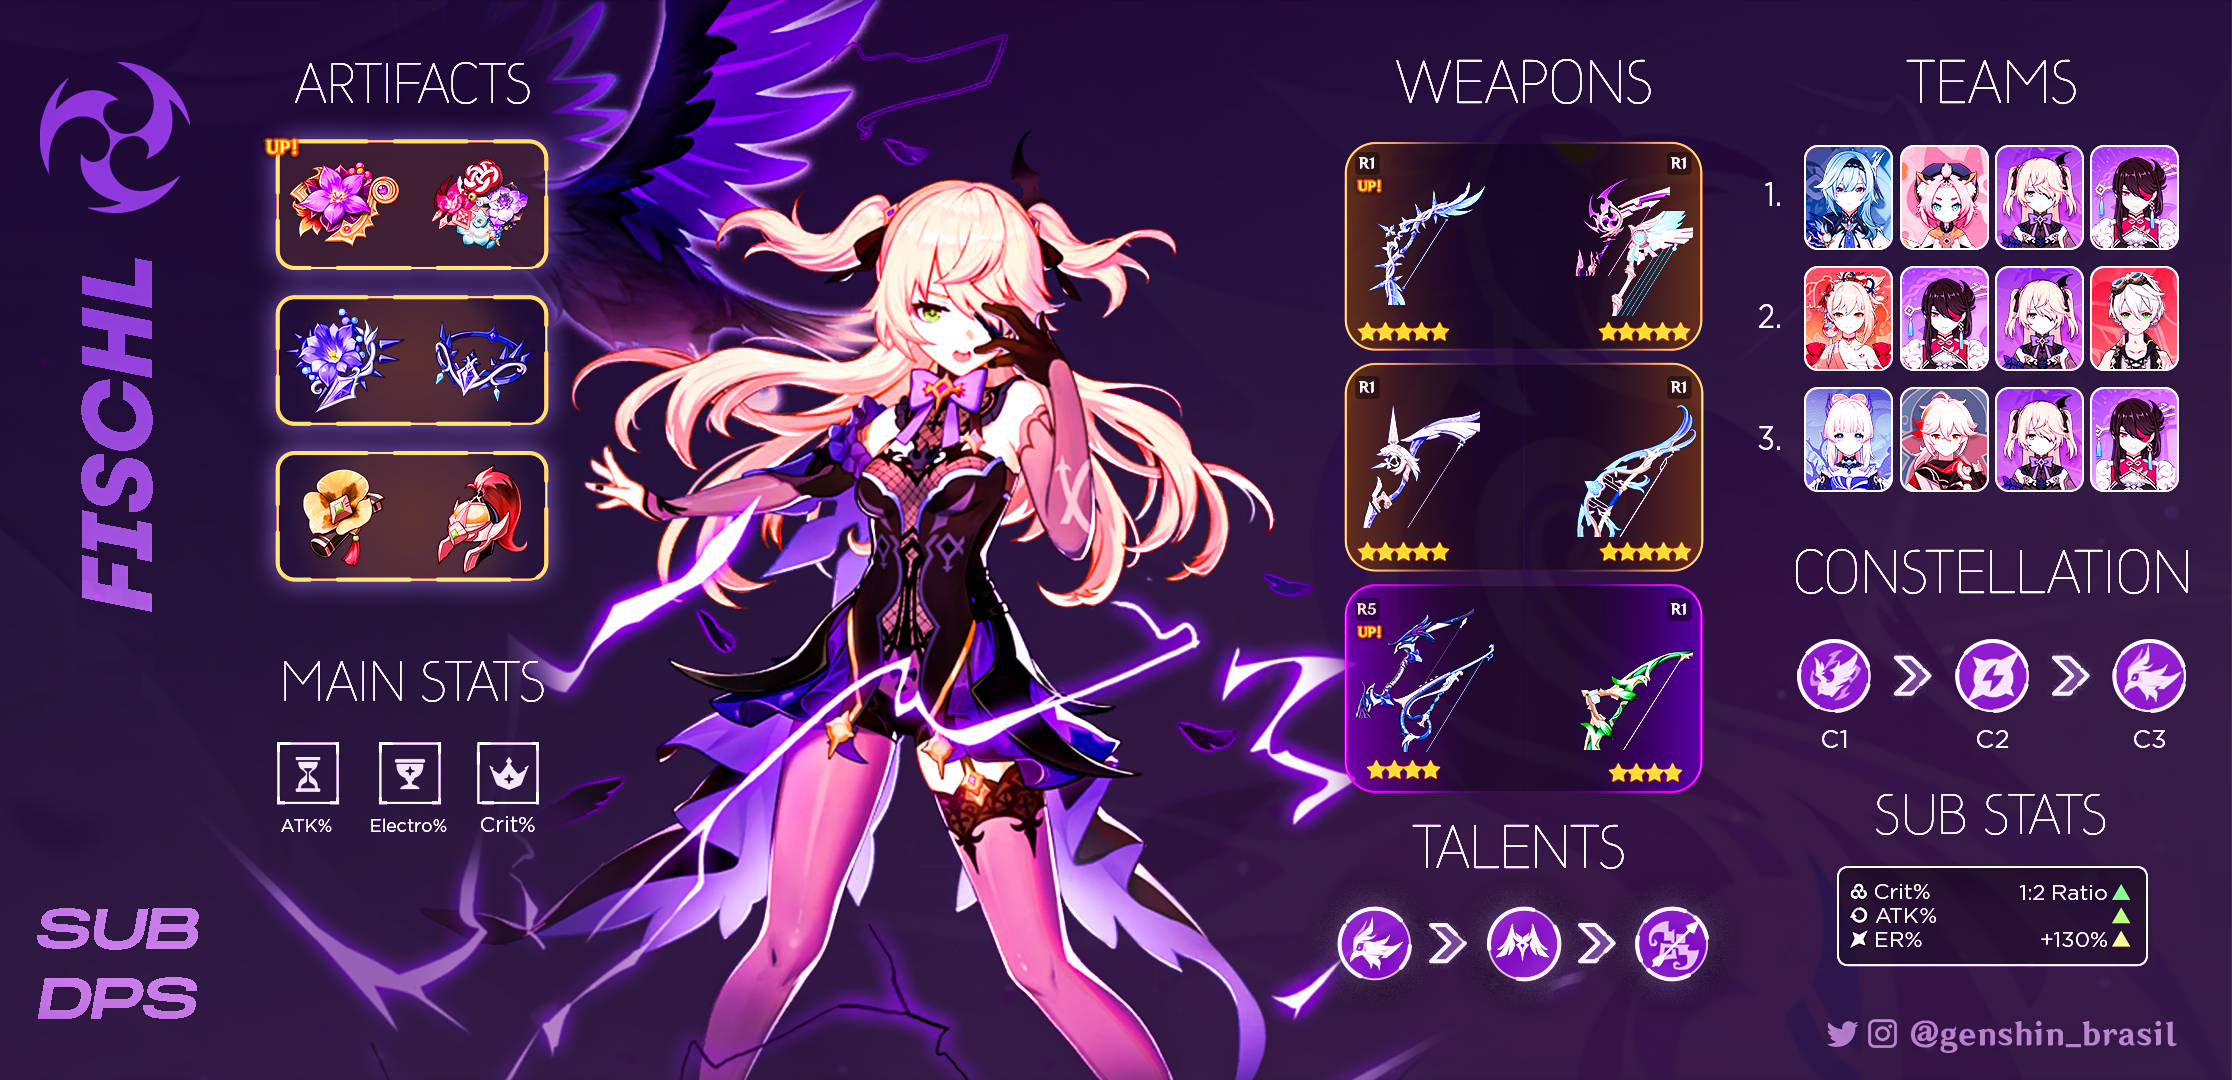 FISCHL
SUB
DPS
ARTIFACTS
UP!
MAIN STATS
ATK%
Electro%
Crit%
WEAPONS
R1
R1
UP!
R1
R1
R5
R1
UP!
TALENTS
TEAMS
1.
2.
3.
CONSTELLATION
C1
C2
C3
SUB STATS
Crit% 1:2 Ratio
ATK%
ER% +130%
@genshin_brasil